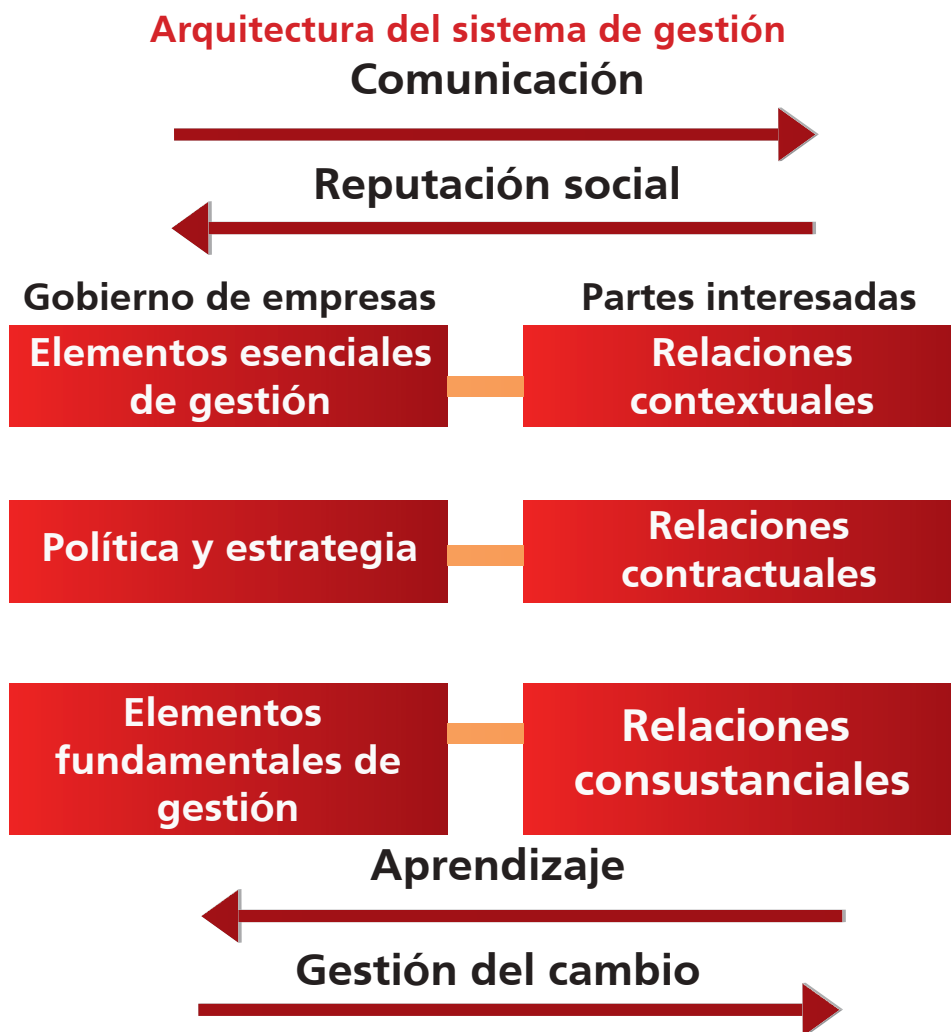 Arquitectura del sistema de gestión
Comunicación
Reputación social
Gobierno de empresas
Partes interesadas
Elementos esenciales
de gestión
Relaciones
contextuales
Política y estrategia
Relaciones
contractuales
Elementos
fundamentales de
gestión
Relaciones
consustanciales
Aprendizaje
Gestión del cambio